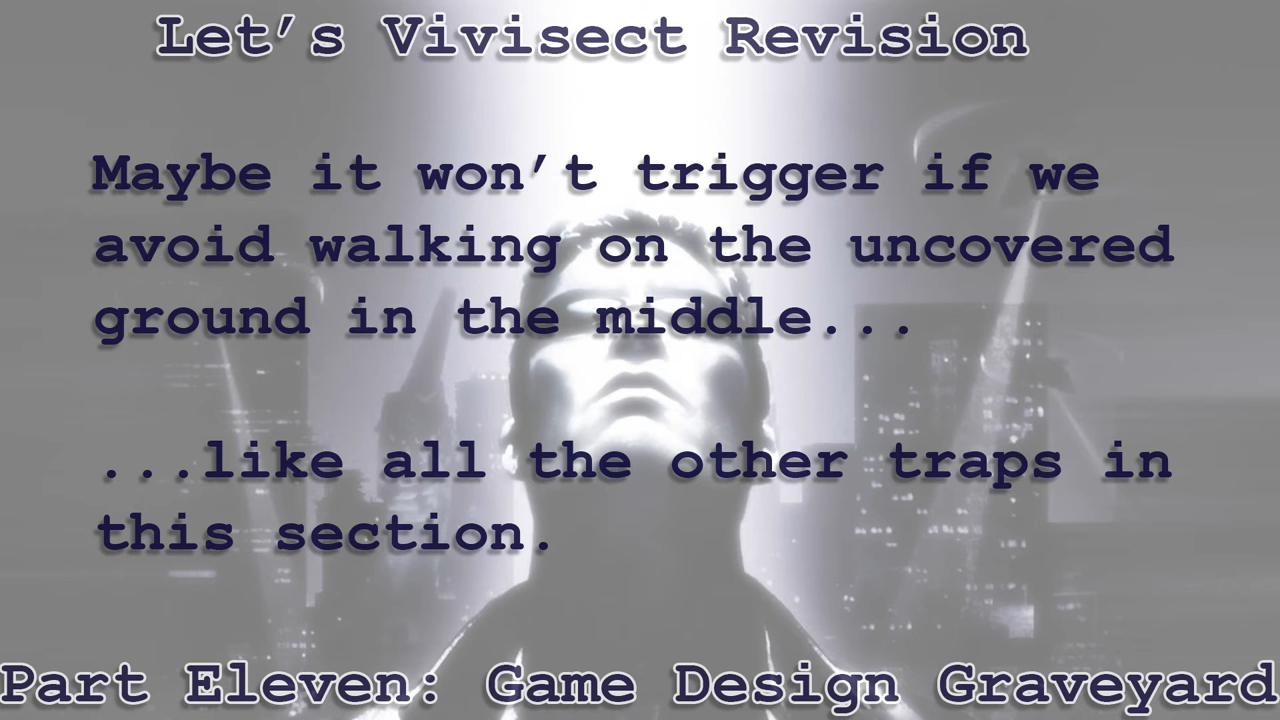 Let’s Vivisect Revision
Maybe it won’t trigger if we
avoid walking on the uncovered
ground in the middle...
...like all the other traps in
this section.
Part Eleven: Game Design Graveyard